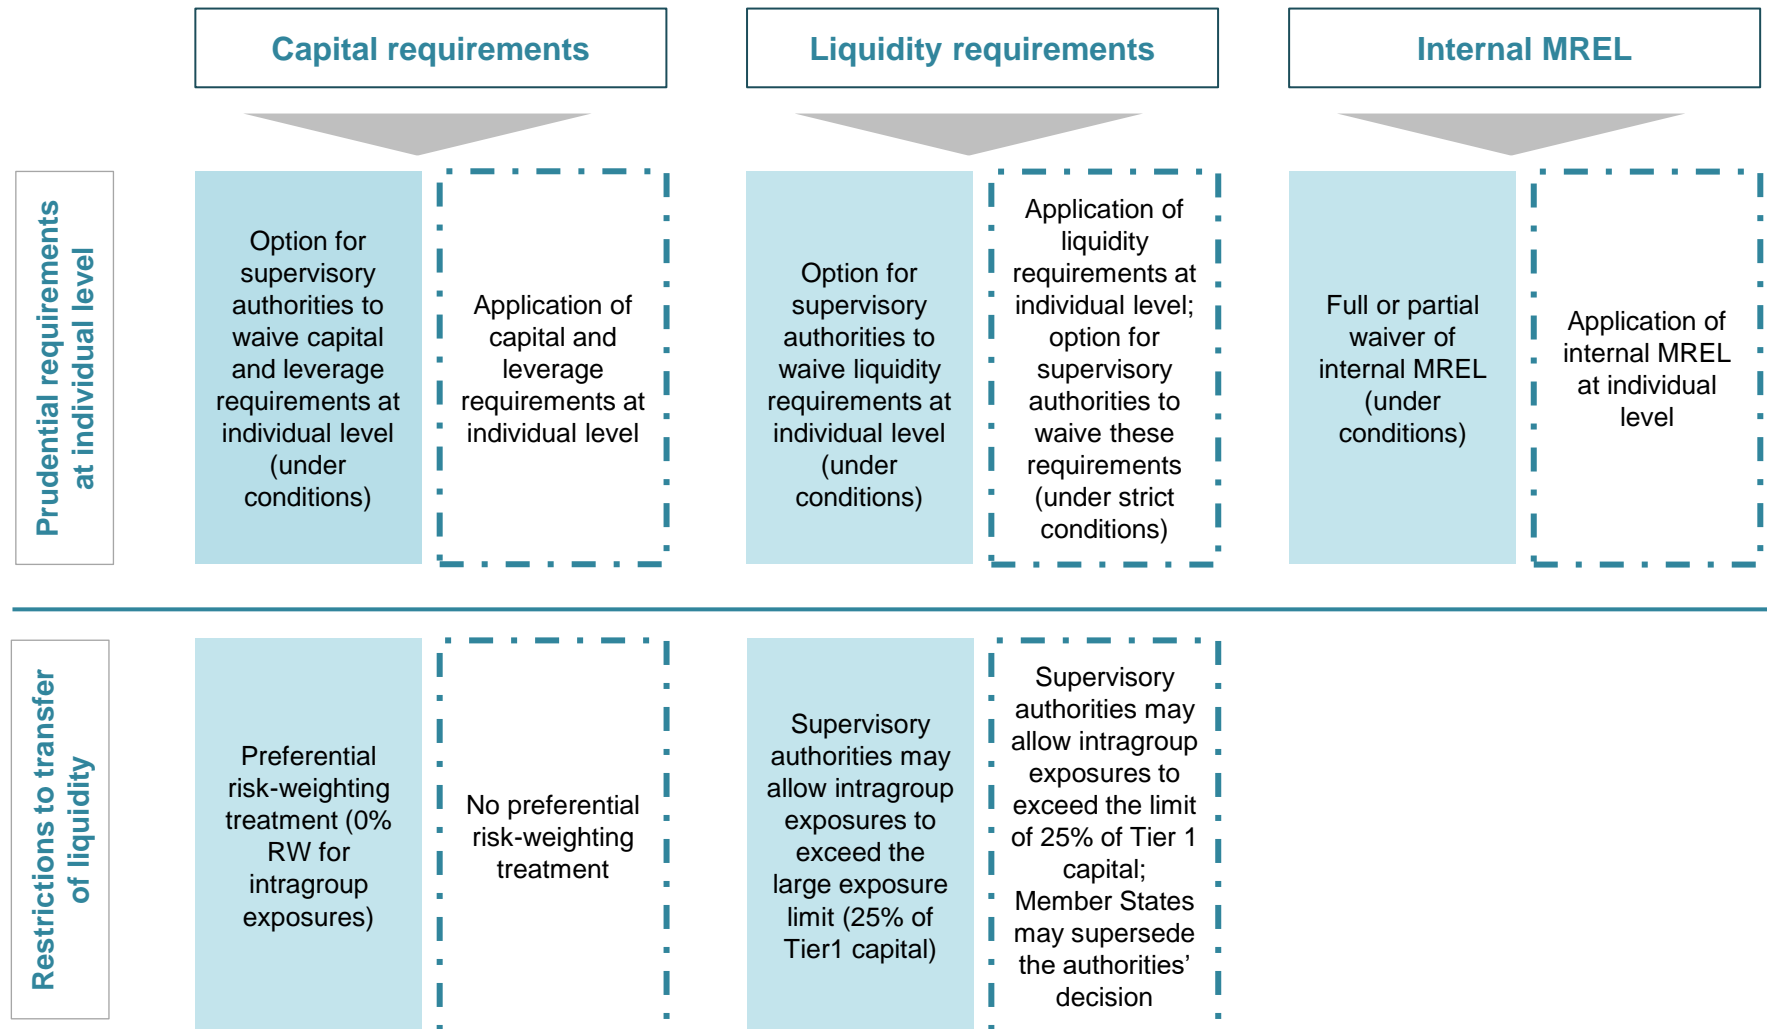 Capital requirements
Liquidity requirements
Internal MREL
Prudential requirements
at individual level
Option for
supervisory
authorities to
waive capital
and leverage
requirements at
individual level
(under
conditions)
Application of
capital and
leverage
requirements at
individual level
Option for
supervisory
authorities to
waive liquidity
requirements at
individual level
(under
conditions)
Application of
liquidity
requirements at
individual level;
option for
supervisory
authorities to
waive these
requirements
(under strict
conditions)
Full or partial
waiver of
internal MREL
(under
conditions)
Application of
internal MREL
at individual
level
Restrictions to transfer
of liquidity
Preferential
risk-weighting
treatment (0%
RW for
intragroup
exposures)
No preferential
risk-weighting
treatment
Supervisory
authorities may
allow intragroup
exposures to
exceed the
large exposure
limit (25% of
Tier1 capital)
Supervisory
authorities may
allow intragroup
exposures to
exceed the limit
of 25% of Tier 1
capital;
Member States
may supersede
the authorities’
decision